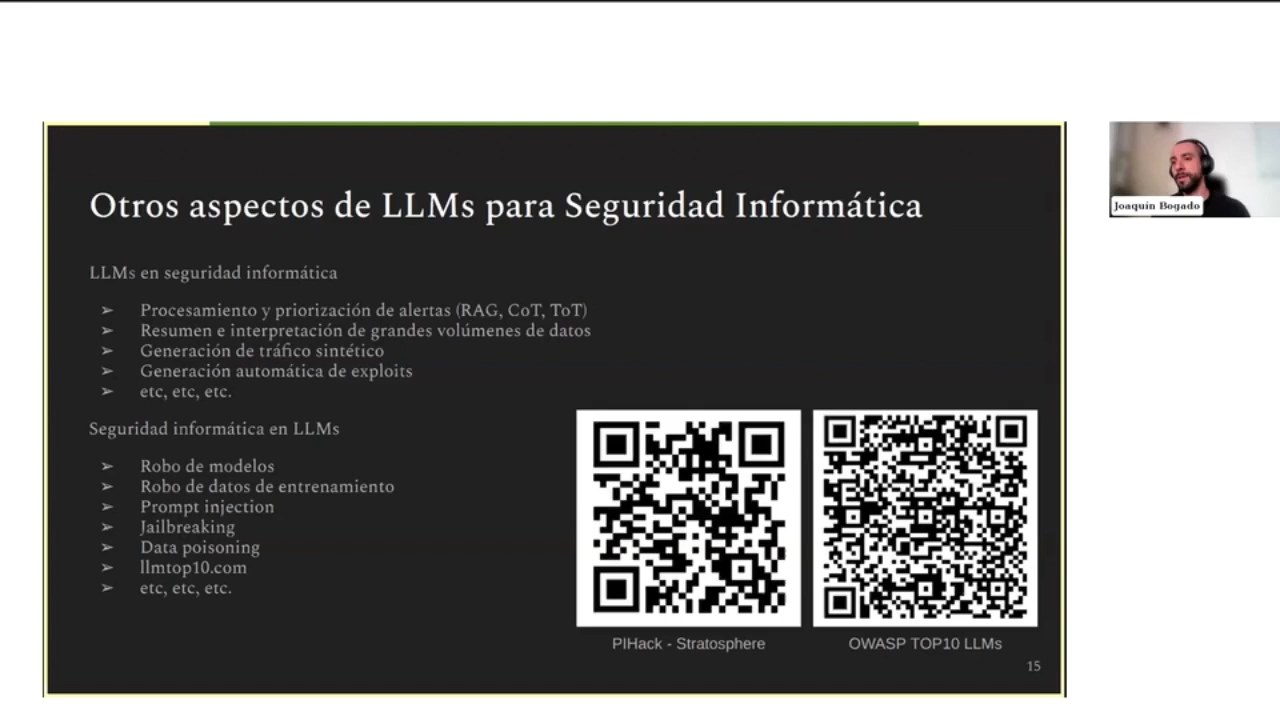 Otros aspectos de LLMs para Seguridad Informática
LLMs en seguridad informática
➢ Procesamiento y priorización de alertas (RAG, CoT, ToT)
➢ Resumen e interpretación de grandes volúmenes de datos
➢ Generación de tráfico sintético
➢ Generación automática de exploits
➢ etc, etc, etc.
Seguridad informática en LLMs
➢ Robo de modelos
➢ Robo de datos de entrenamiento
➢ Prompt injection
➢ Jailbreaking
➢ Data poisoning
➢ llmtop10.com
➢ etc, etc, etc.
PIHack - Stratosphere
OWASP TOP10 LLMs
15
Joaquín Bogado